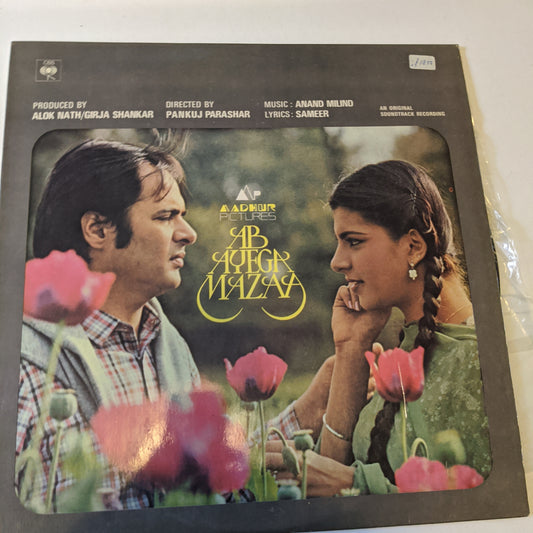 CBS
PRODUCED BY
ALOK NATH/GIRJA SHANKAR
DIRECTED BY
PANKUJ PARASHAR
MUSIC: ANAND MILIND
LYRICS: SAMEER
AN ORIGINAL
SOUNDTRACK RECORDING
AADHUR
PICTURES
AB
AYEGA
MAZAA